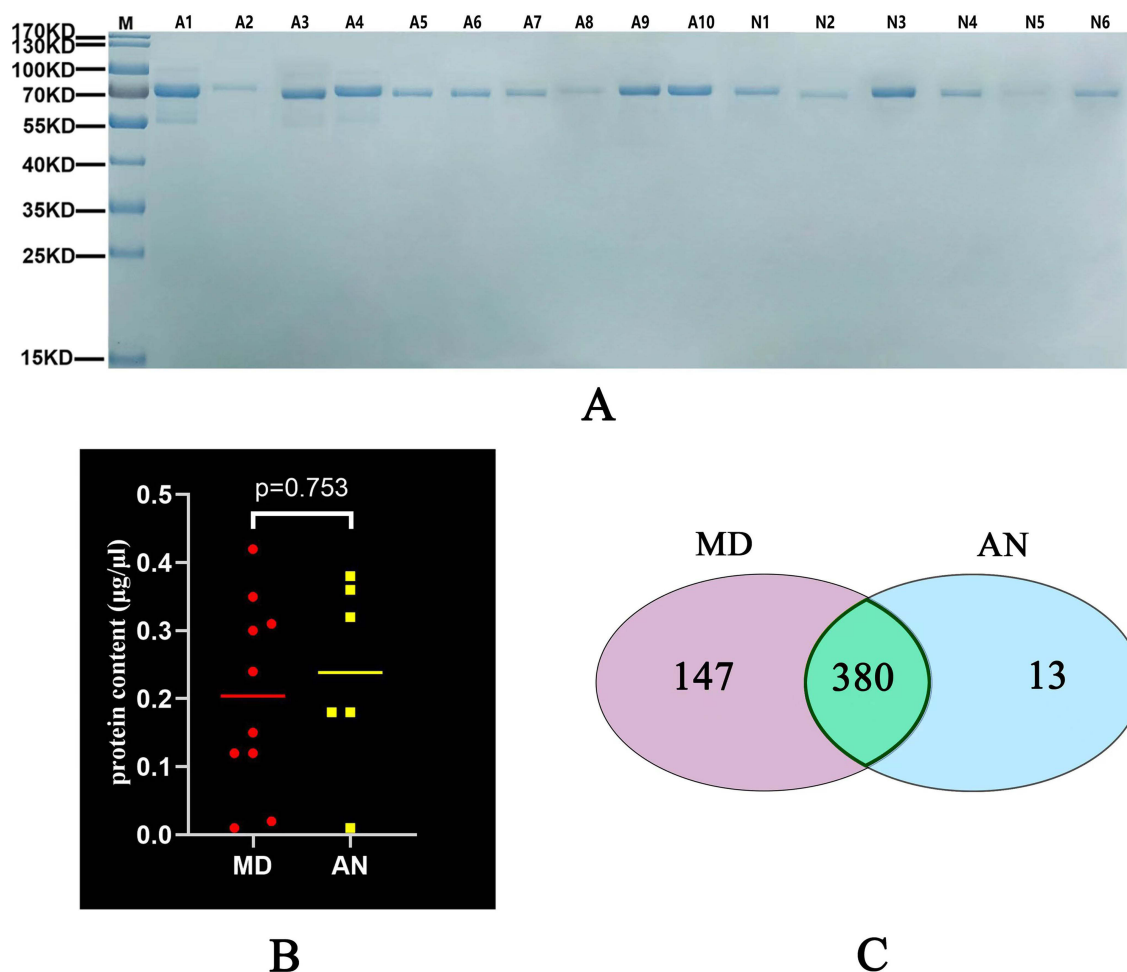 M A1 A2 A3 A4 A5 A6 A7 A8 A9 A10 N1 N2 N3 N4 N5 N6
170KD
130KD
100KD
70KD
55KD
40KD
35KD
25KD
15KD
A
p=0.753
protein content (μg/μl)
0.5
0.4
0.3
0.2
0.1
0.0
MD AN
B
MD AN
147 380 13
C